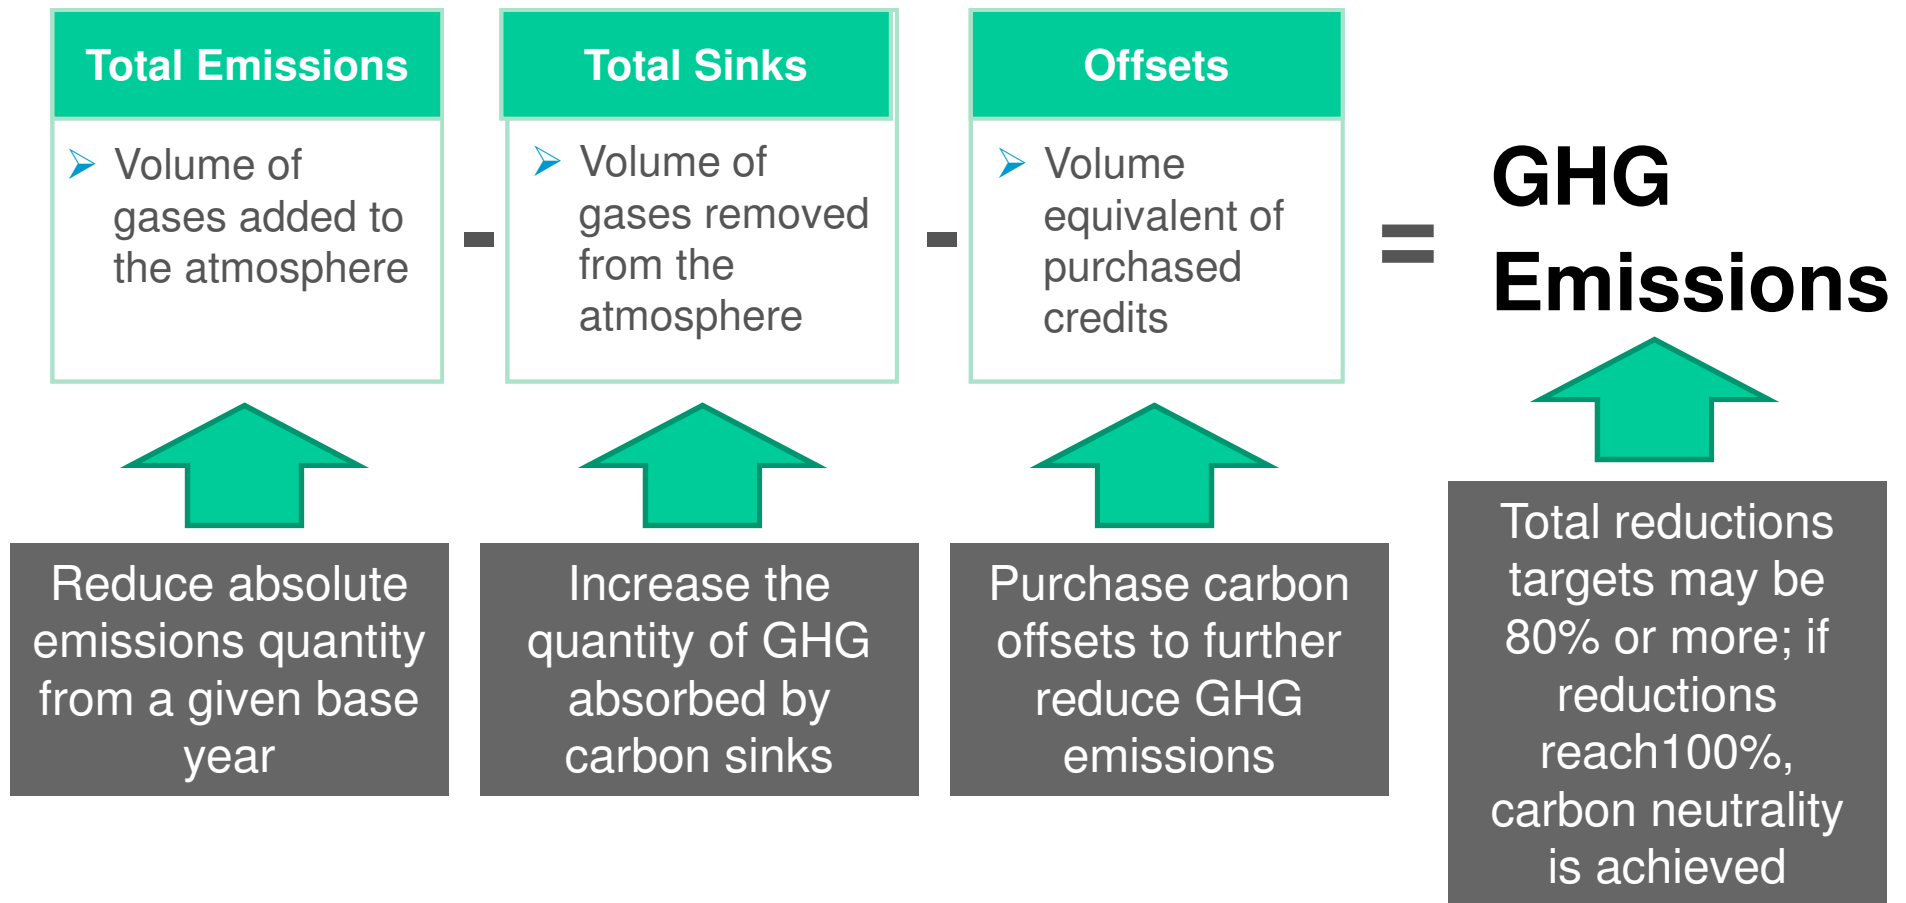 Total Emissions
Volume of
gases added to
the atmosphere
-
Total Sinks
Volume of
gases removed
from the
atmosphere
-
Offsets
Volume
equivalent of
purchased
credits
=
GHG
Emissions
Reduce absolute
emissions quantity
from a given base
year
Increase the
quantity of GHG
absorbed by
carbon sinks
Purchase carbon
offsets to further
reduce GHG
emissions
Total reductions
targets may be
80% or more; if
reductions
reach100%,
carbon neutrality
is achieved